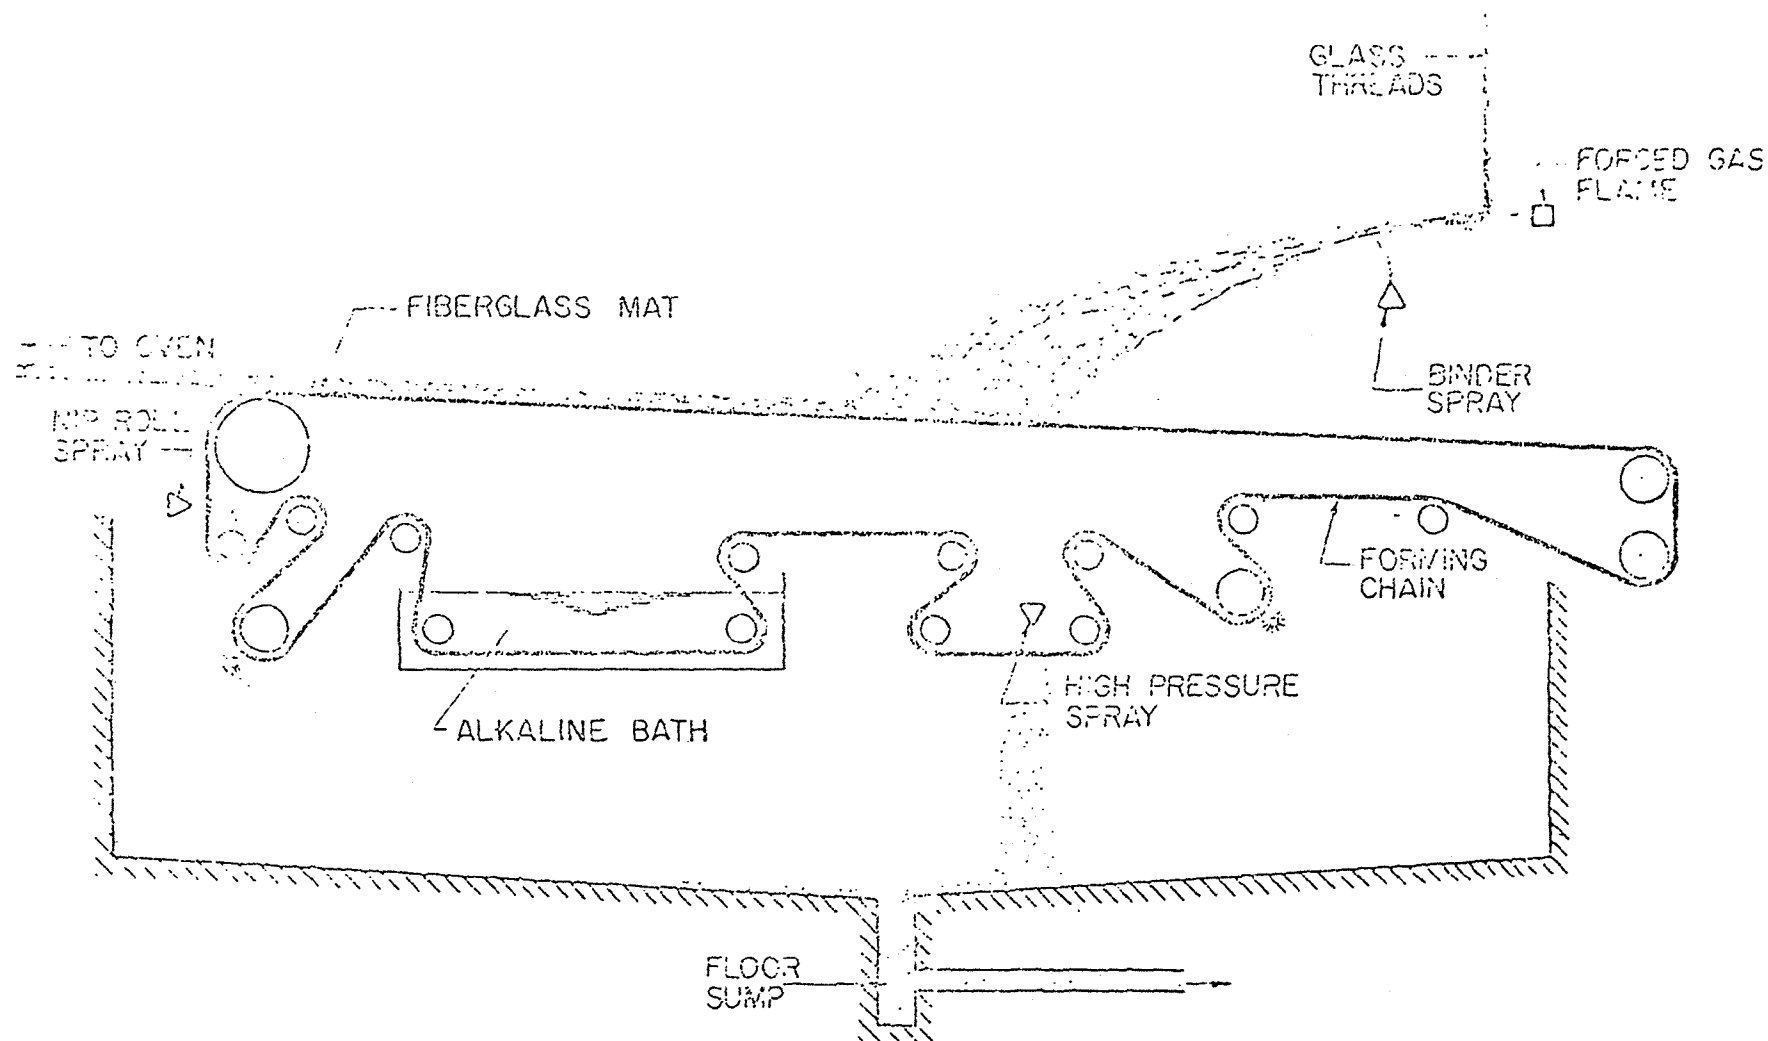 GLASS
THREADS
FORCED GAS
FLAME
FIBERGLASS MAT
TO OVEN
NIP ROLL
SPRAY
BINDER
SPRAY
FORMING
CHAIN
HIGH PRESSURE
SPRAY
ALKALINE BATH
FLOOR
SUMP